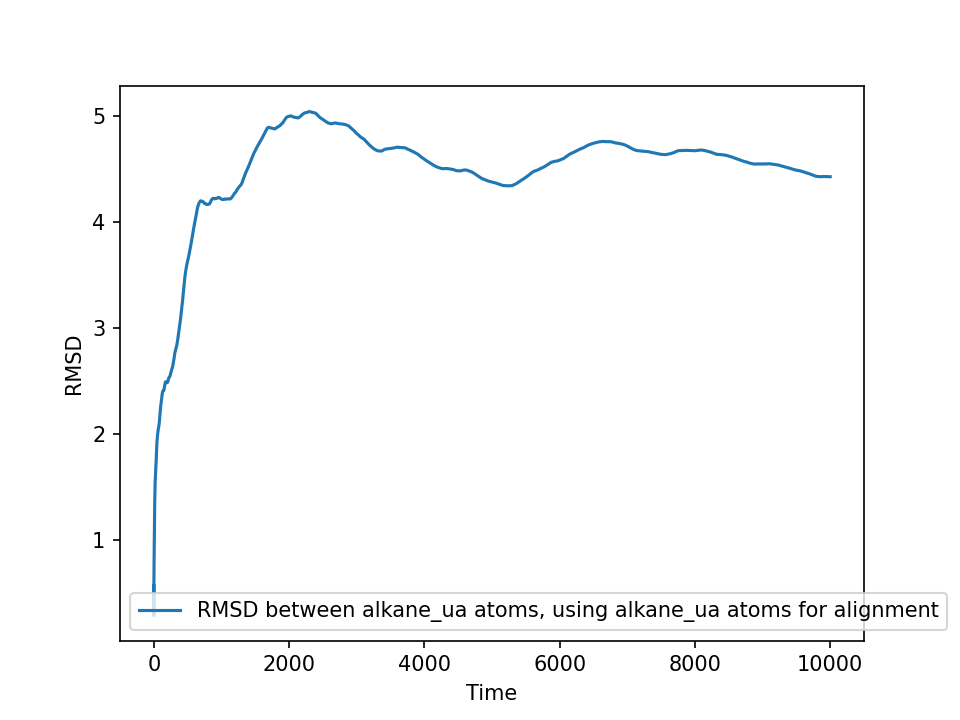 5
4
3
2
1
RMSD
RMSD between alkane_ua atoms, using alkane_ua atoms for alignment
0 2000 4000 6000 8000 10000
Time